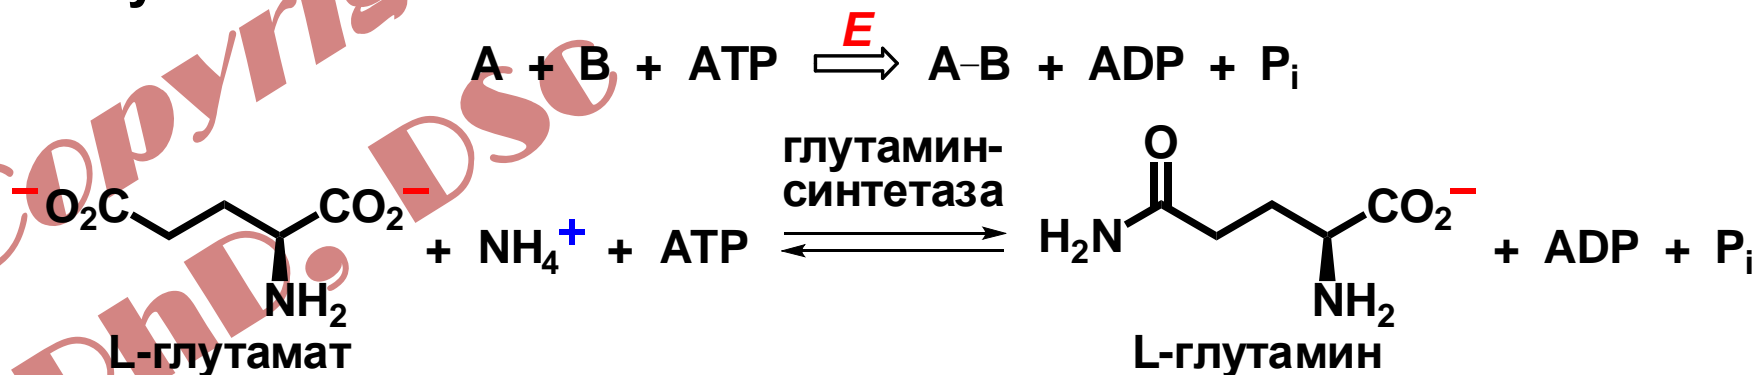 Copyrig
PhD, DSc
E
A + B + ATP ⇒ A–B + ADP + Pi
глутамин-
синтетаза
⁻O2C CO2⁻ + NH4⁺ + ATP ⇌ H2N O CO2⁻ + ADP + Pi
NH2 NH2
L-глутамат L-глутамин